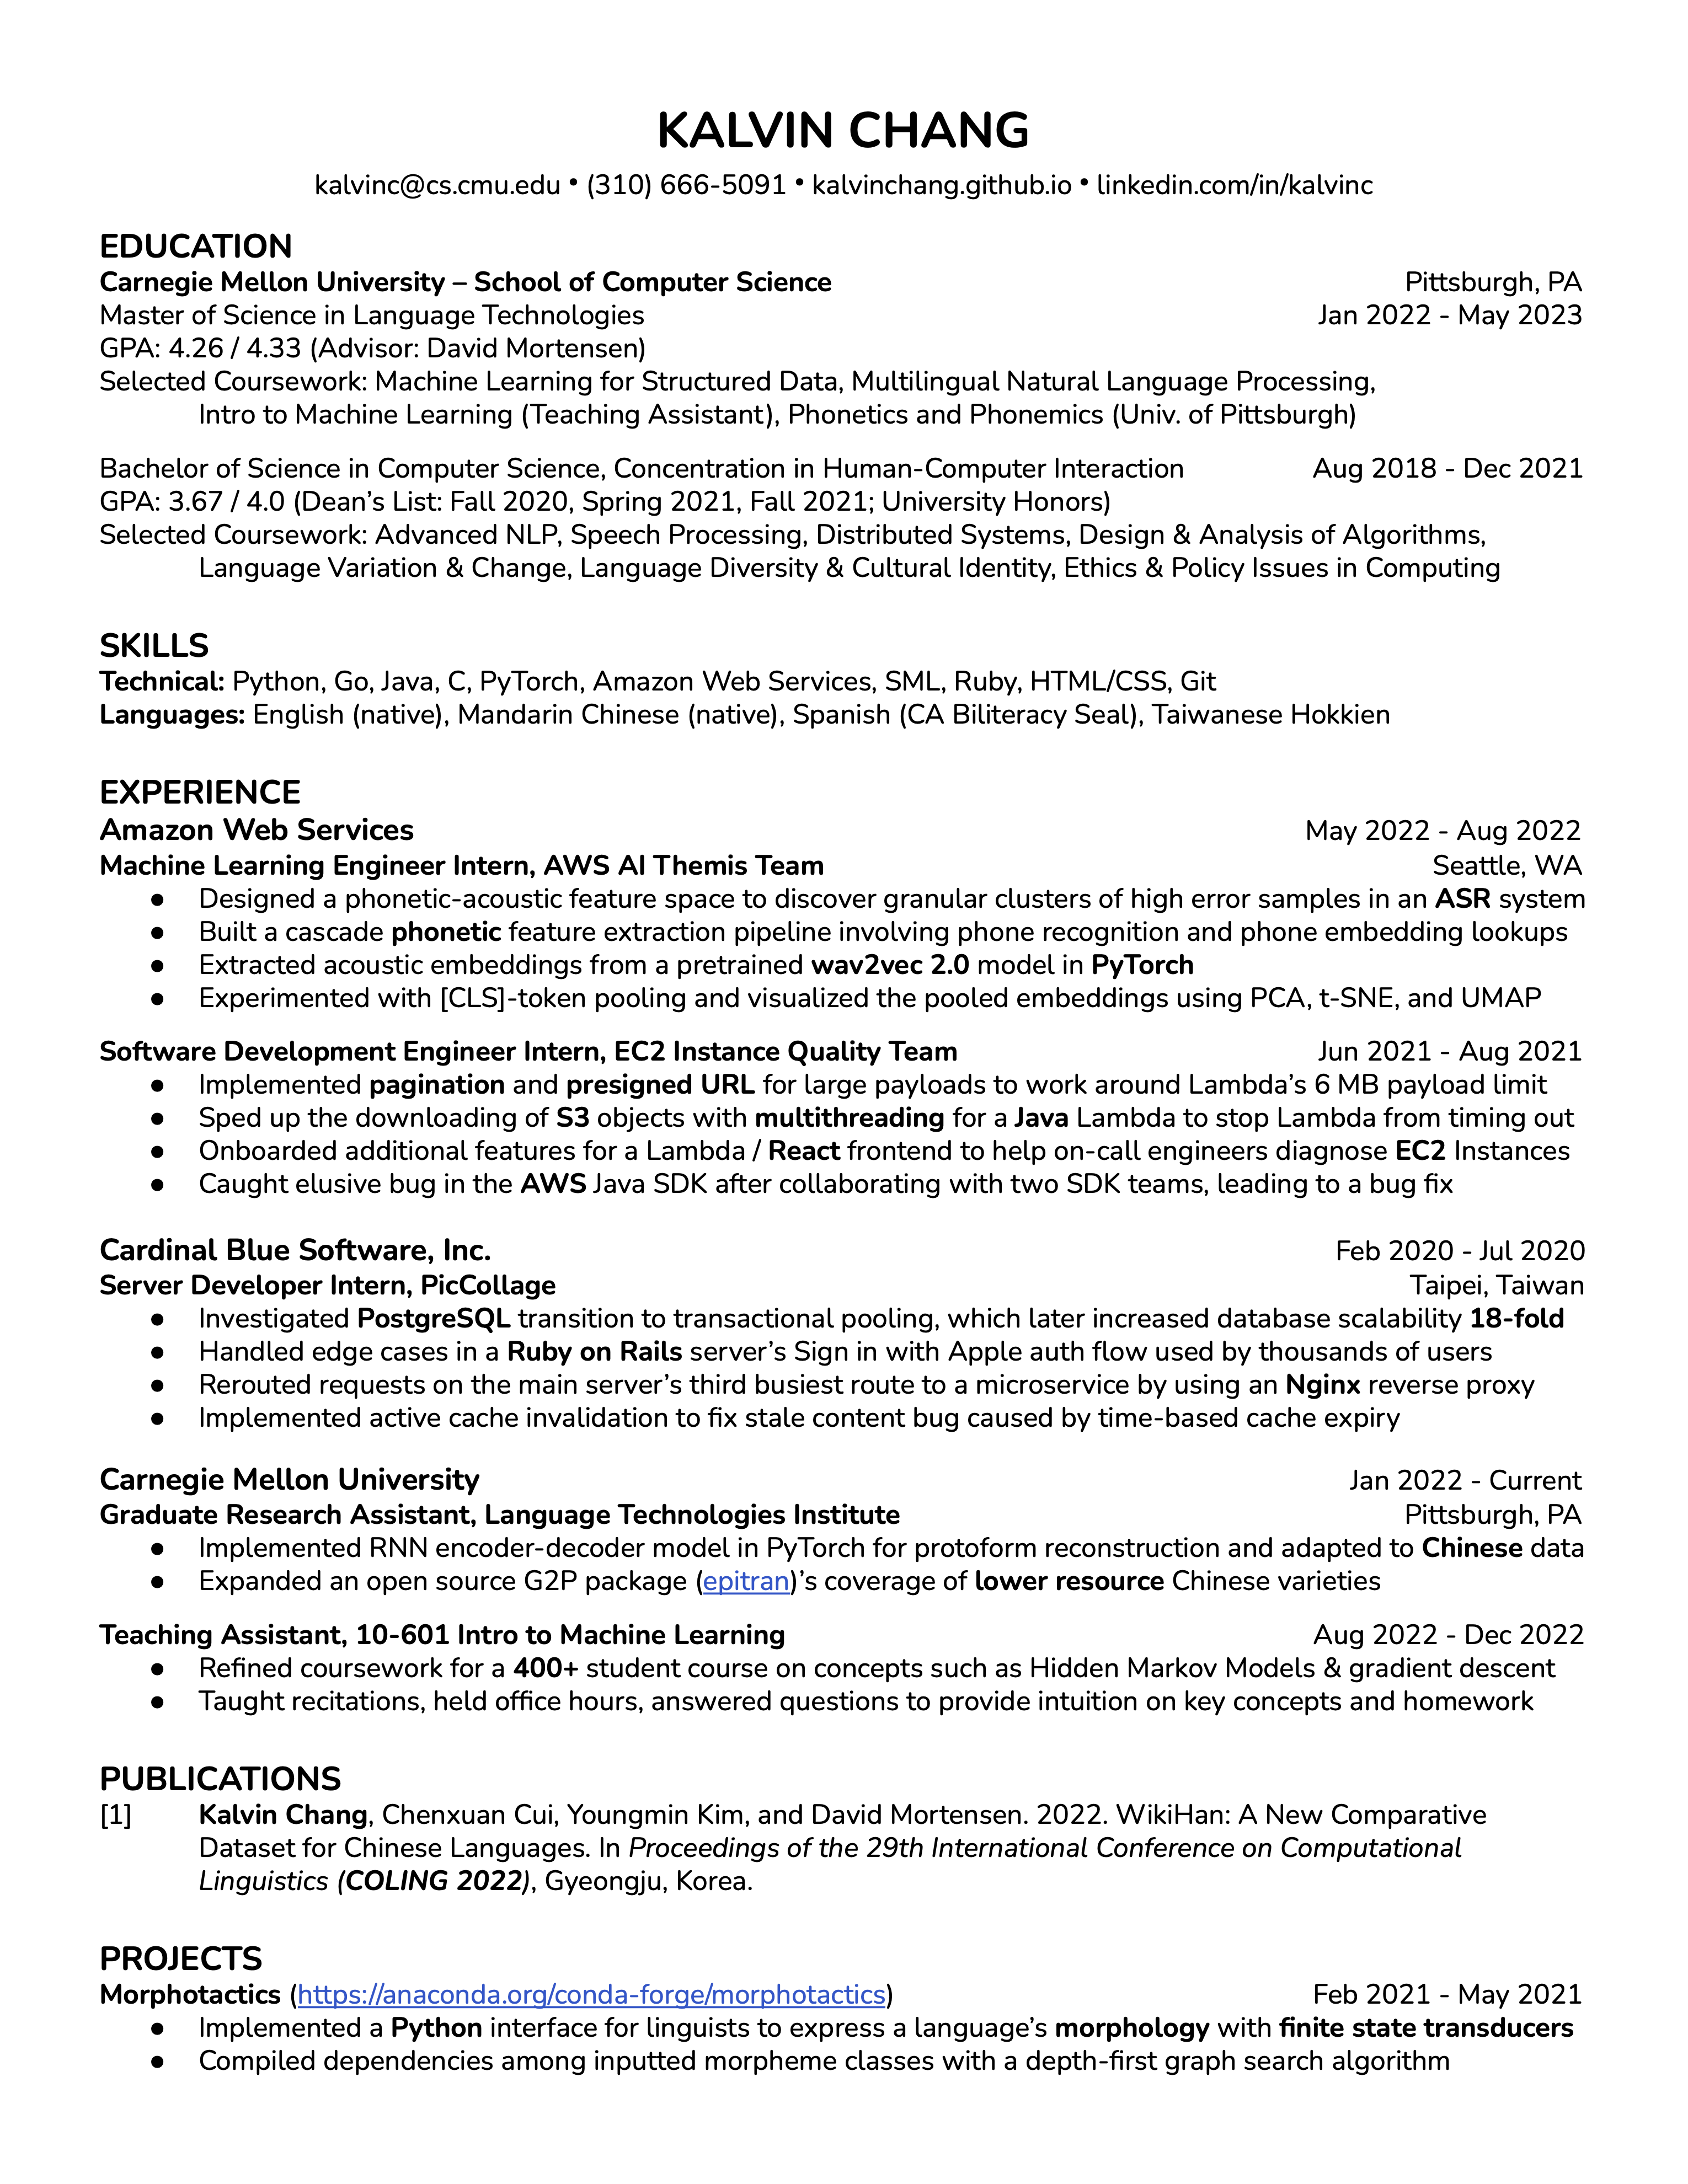 KALVIN CHANG
kalvinc@cs.cmu.edu • (310) 666-5091 • kalvinchang.github.io • linkedin.com/in/kalvinc
EDUCATION
Carnegie Mellon University – School of Computer Science Pittsburgh, PA
Master of Science in Language Technologies Jan 2022 - May 2023
GPA: 4.26 / 4.33 (Advisor: David Mortensen)
Selected Coursework: Machine Learning for Structured Data, Multilingual Natural Language Processing,
Intro to Machine Learning (Teaching Assistant), Phonetics and Phonemics (Univ. of Pittsburgh)
Bachelor of Science in Computer Science, Concentration in Human-Computer Interaction Aug 2018 - Dec 2021
GPA: 3.67 / 4.0 (Dean’s List: Fall 2020, Spring 2021, Fall 2021; University Honors)
Selected Coursework: Advanced NLP, Speech Processing, Distributed Systems, Design & Analysis of Algorithms,
Language Variation & Change, Language Diversity & Cultural Identity, Ethics & Policy Issues in Computing
SKILLS
Technical: Python, Go, Java, C, PyTorch, Amazon Web Services, SML, Ruby, HTML/CSS, Git
Languages: English (native), Mandarin Chinese (native), Spanish (CA Biliteracy Seal), Taiwanese Hokkien
EXPERIENCE
Amazon Web Services May 2022 - Aug 2022
Machine Learning Engineer Intern, AWS AI Themis Team Seattle, WA
● Designed a phonetic-acoustic feature space to discover granular clusters of high error samples in an ASR system
● Built a cascade phonetic feature extraction pipeline involving phone recognition and phone embedding lookups
● Extracted acoustic embeddings from a pretrained wav2vec 2.0 model in PyTorch
● Experimented with [CLS]-token pooling and visualized the pooled embeddings using PCA, t-SNE, and UMAP
Software Development Engineer Intern, EC2 Instance Quality Team Jun 2021 - Aug 2021
● Implemented pagination and presigned URL for large payloads to work around Lambda’s 6 MB payload limit
● Sped up the downloading of S3 objects with multithreading for a Java Lambda to stop Lambda from timing out
● Onboarded additional features for a Lambda / React frontend to help on-call engineers diagnose EC2 Instances
● Caught elusive bug in the AWS Java SDK after collaborating with two SDK teams, leading to a bug fix
Cardinal Blue Software, Inc. Feb 2020 - Jul 2020
Server Developer Intern, PicCollage Taipei, Taiwan
● Investigated PostgreSQL transition to transactional pooling, which later increased database scalability 18-fold
● Handled edge cases in a Ruby on Rails server’s Sign in with Apple auth flow used by thousands of users
● Rerouted requests on the main server’s third busiest route to a microservice by using an Nginx reverse proxy
● Implemented active cache invalidation to fix stale content bug caused by time-based cache expiry
Carnegie Mellon University Jan 2022 - Current
Graduate Research Assistant, Language Technologies Institute Pittsburgh, PA
● Implemented RNN encoder-decoder model in PyTorch for protoform reconstruction and adapted to Chinese data
● Expanded an open source G2P package (epitran)’s coverage of lower resource Chinese varieties
Teaching Assistant, 10-601 Intro to Machine Learning Aug 2022 - Dec 2022
● Refined coursework for a 400+ student course on concepts such as Hidden Markov Models & gradient descent
● Taught recitations, held office hours, answered questions to provide intuition on key concepts and homework
PUBLICATIONS
[1] Kalvin Chang, Chenxuan Cui, Youngmin Kim, and David Mortensen. 2022. WikiHan: A New Comparative
Dataset for Chinese Languages. In Proceedings of the 29th International Conference on Computational
Linguistics (COLING 2022), Gyeongju, Korea.
PROJECTS
Morphotactics (https://anaconda.org/conda-forge/morphotactics) Feb 2021 - May 2021
● Implemented a Python interface for linguists to express a language’s morphology with finite state transducers
● Compiled dependencies among inputted morpheme classes with a depth-first graph search algorithm